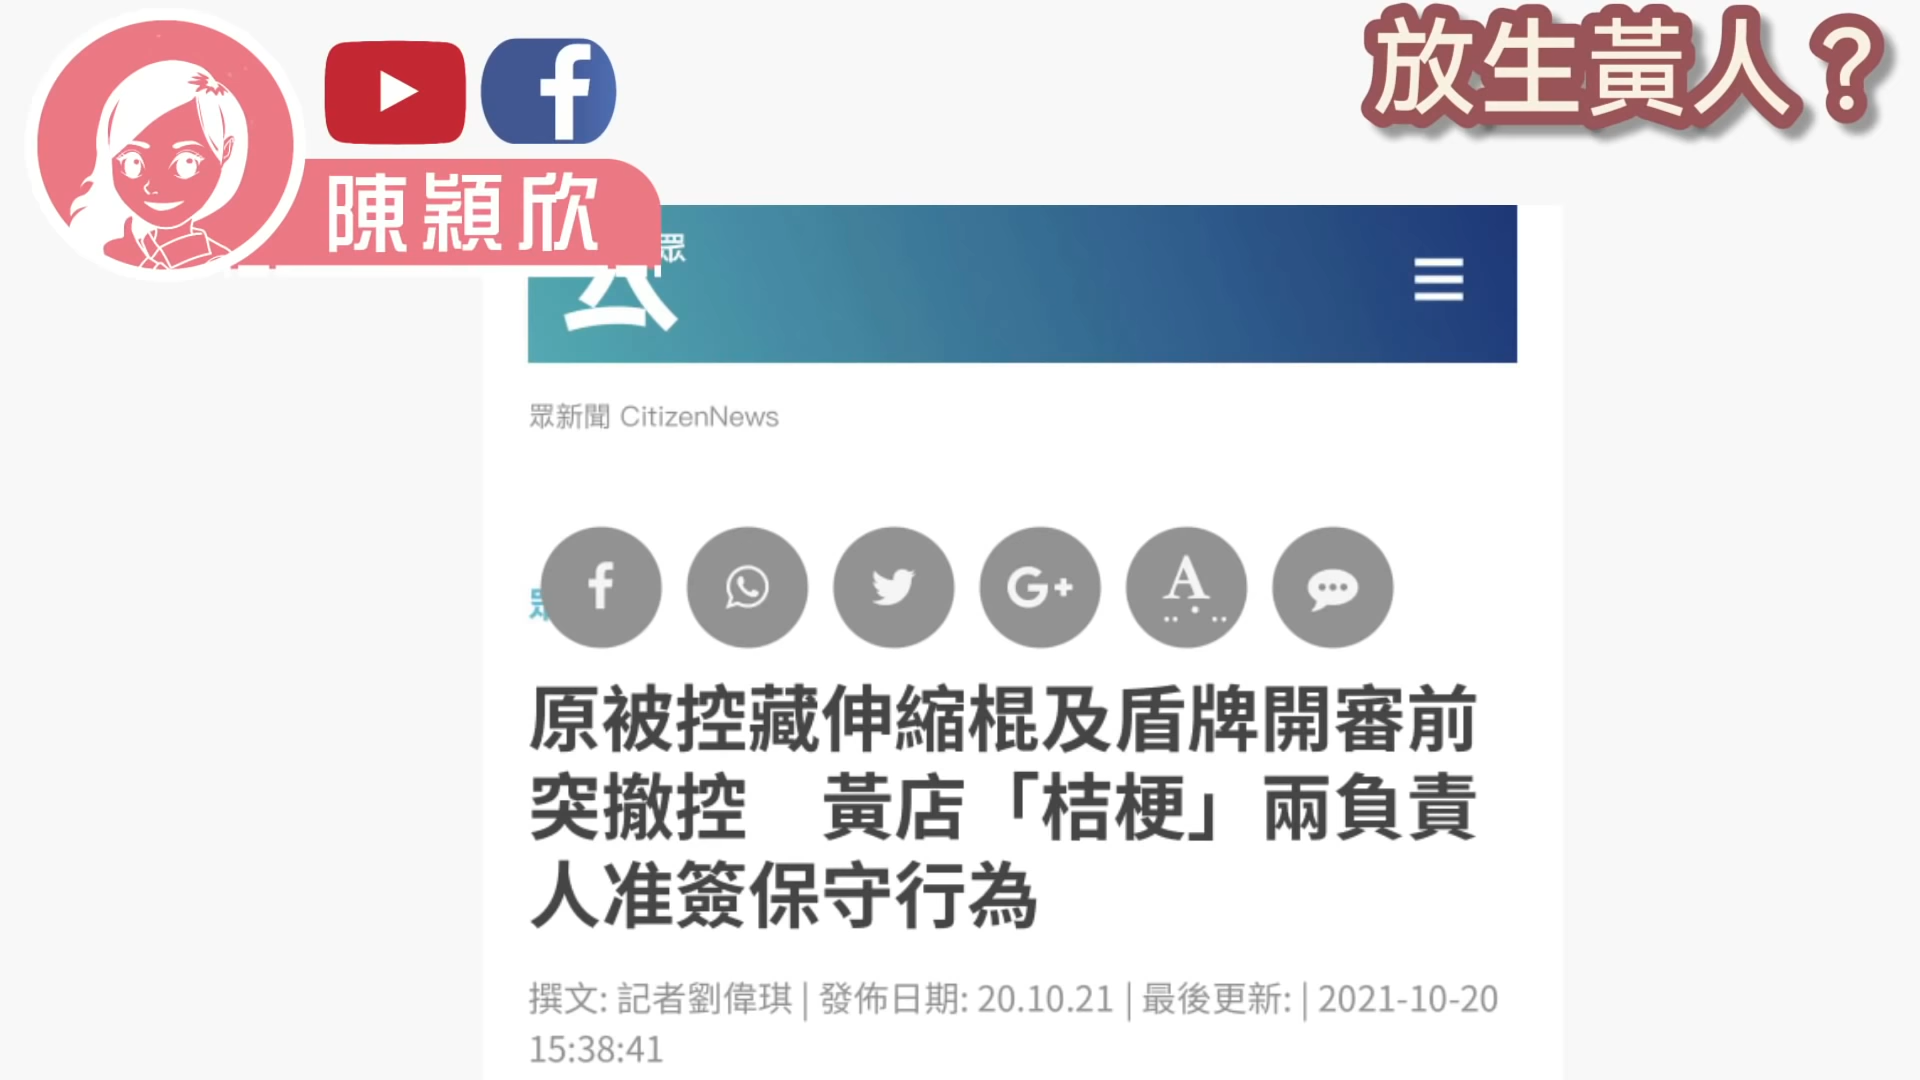 放生黃人？
陳穎欣
眾
眾新聞 CitizenNews
原被控藏伸縮棍及盾牌開審前
突撤控　黃店「桔梗」兩負責
人准簽保守行為
撰文: 記者劉偉琪 | 發佈日期: 20.10.21 | 最後更新: | 2021-10-20
15:38:41